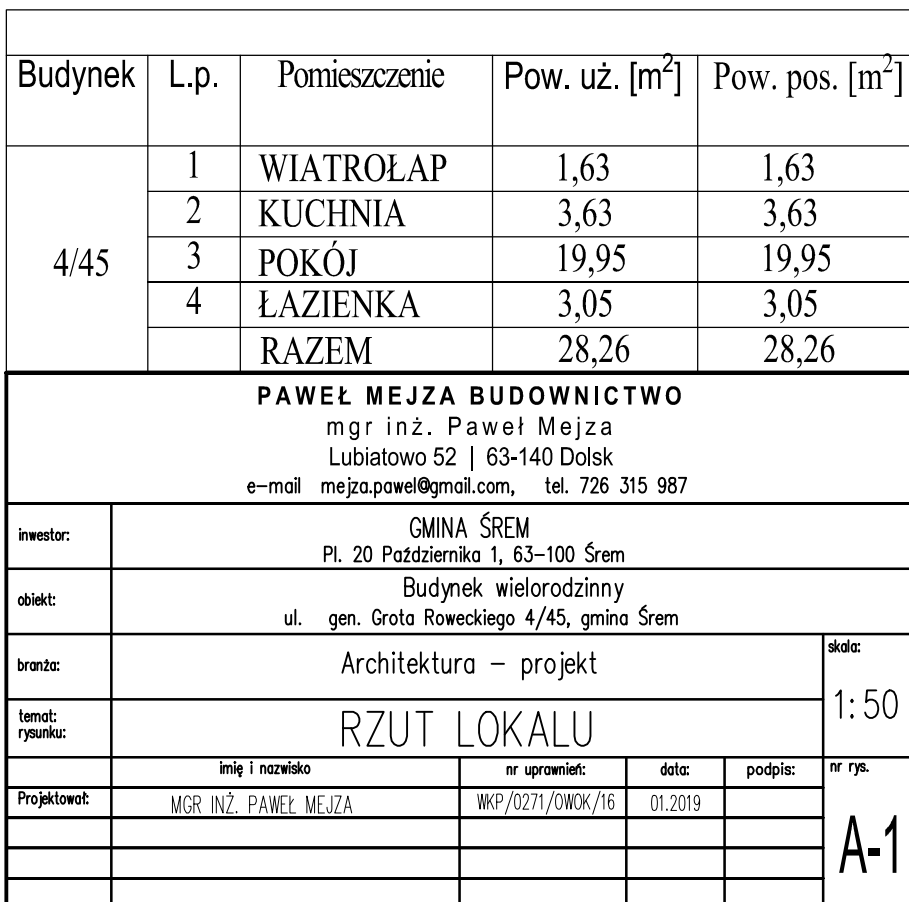 Budynek L.p. Pomieszczenie Pow. uż. [m²] Pow. pos. [m²]
4/45
1 WIATROŁAP 1,63 1,63
2 KUCHNIA 3,63 3,63
3 POKÓJ 19,95 19,95
4 ŁAZIENKA 3,05 3,05
RAZEM 28,26 28,26
PAWEŁ MEJZA BUDOWNICTWO
mgr inż. Paweł Mejza
Lubiatowo 52 | 63-140 Dolsk
e-mail mejza.pawel@gmail.com, tel. 726 315 987
inwestor: GMINA ŚREM
Pl. 20 Października 1, 63-100 Śrem
obiekt: Budynek wielorodzinny
ul. gen. Grota Roweckiego 4/45, gmina Śrem
branża: Architektura – projekt
skala:
1:50
temat:
rysunku:
RZUT LOKALU
imię i nazwisko nr uprawnień: data: podpis: nr rys.
Projektował: MGR INŻ. PAWEŁ MEJZA WKP/0271/OWOK/16 01.2019
A-1